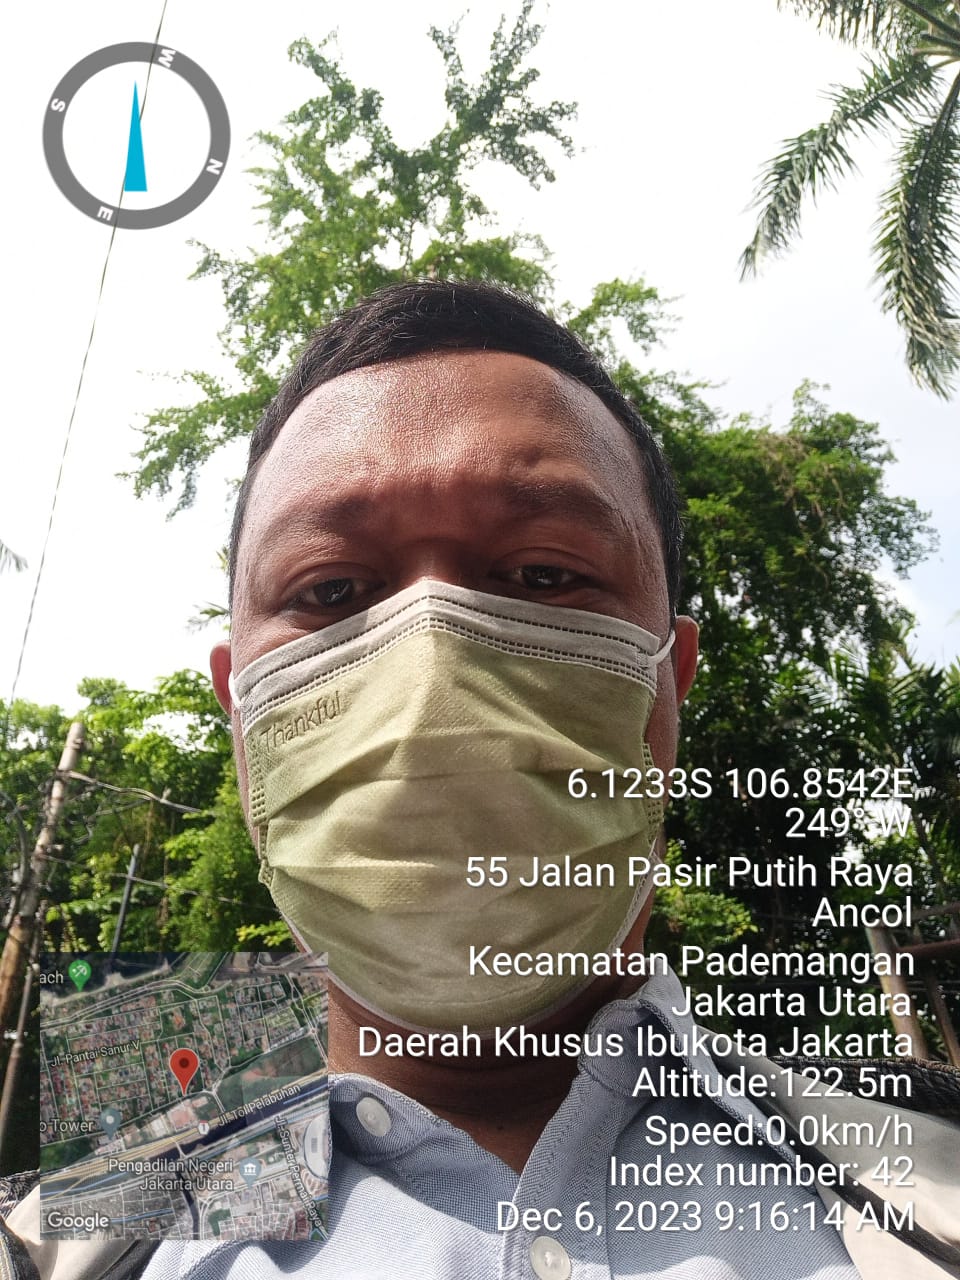 W
S
N
E
Thankful
6.1233S 106.8542E
249° W
55 Jalan Pasir Putih Raya
Ancol
Kecamatan Pademangan
Jakarta Utara
Daerah Khusus Ibukota Jakarta
Altitude:122.5m
Speed:0.0km/h
Index number: 42
Dec 6, 2023 9:16:14 AM
ach
Jl. Pantai Sanur V
Jl. Tol Pelabuhan
o Tower
Pengadilan Negeri
Jakarta Utara
Google